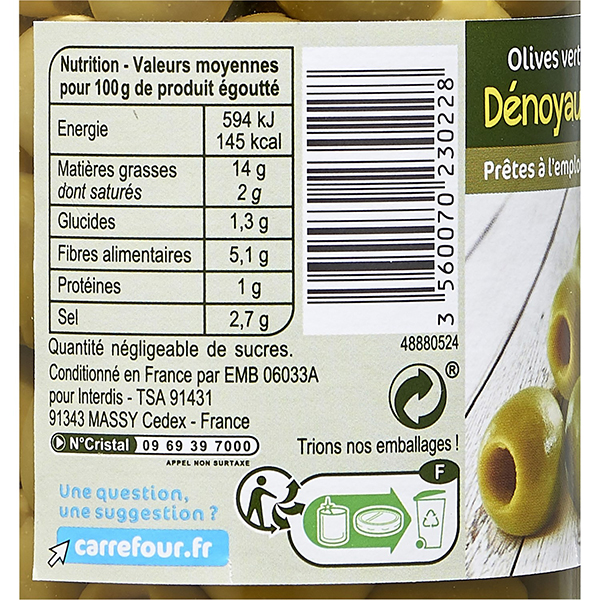 Nutrition - Valeurs moyennes
pour 100 g de produit égoutté
Energie 594 kJ
145 kcal
Matières grasses 14 g
dont saturés 2 g
Glucides 1,3 g
Fibres alimentaires 5,1 g
Protéines 1 g
Sel 2,7 g
Quantité négligeable de sucres.
Conditionné en France par EMB 06033A
pour Interdis - TSA 91431
91343 MASSY Cedex - France
N°Cristal 09 69 39 7000
APPEL NON SURTAXE
Une question,
une suggestion ?
carrefour.fr
3 560070 230228
48880524
®
Trions nos emballages !
F
Olives vert
Dénoyau
Prêtes à l'emplo